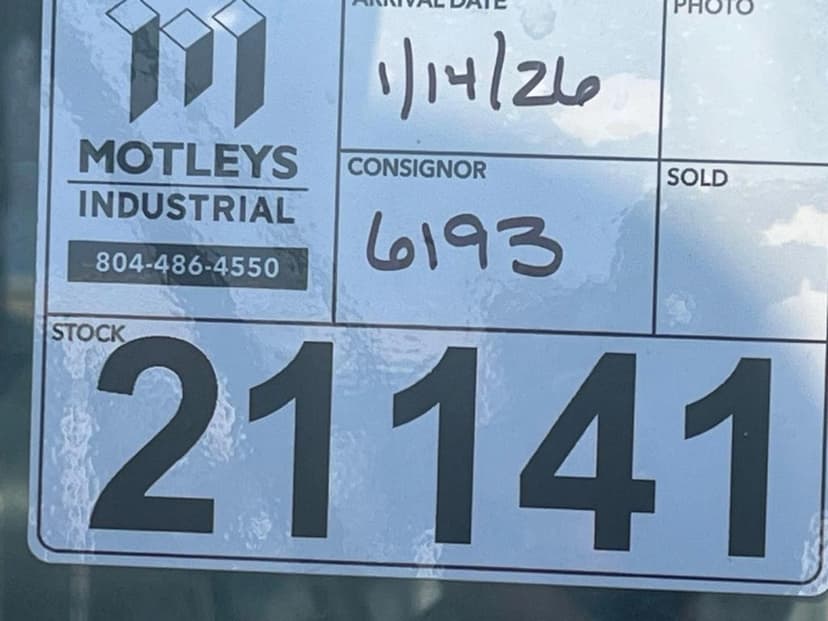 ARRIVAL DATE
PHOTO
1/14/26
MOTLEYS
INDUSTRIAL
804-486-4550
CONSIGNOR
6193
SOLD
STOCK
21141